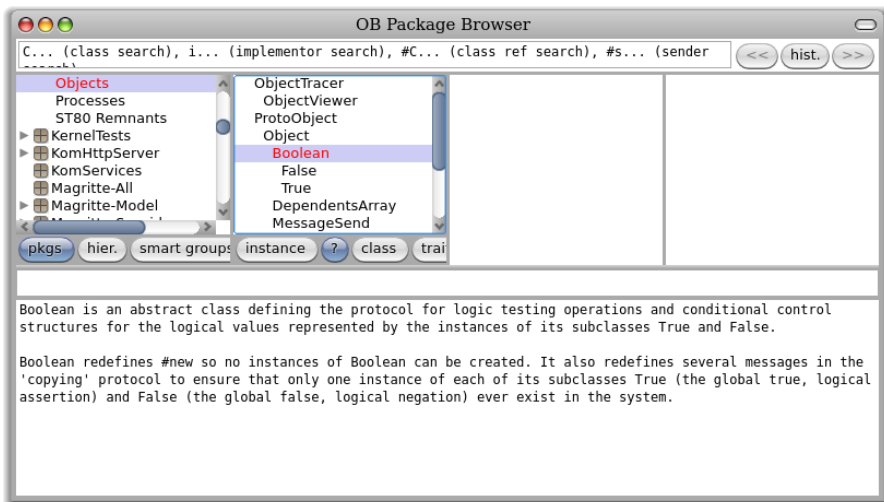 OB Package Browser
C... (class search), i... (implementor search), #C... (class ref search), #s... (sender
<< hist. >>
Objects
Processes
ST80 Remnants
KernelTests
KomHttpServer
KomServices
Magritte-All
Magritte-Model
ObjectTracer
ObjectViewer
ProtoObject
Object
Boolean
False
True
DependentsArray
MessageSend
pkgs hier. smart groups instance ? class trai
Boolean is an abstract class defining the protocol for logic testing operations and conditional control
structures for the logical values represented by the instances of its subclasses True and False.
Boolean redefines #new so no instances of Boolean can be created. It also redefines several messages in the
'copying' protocol to ensure that only one instance of each of its subclasses True (the global true, logical
assertion) and False (the global false, logical negation) ever exist in the system.